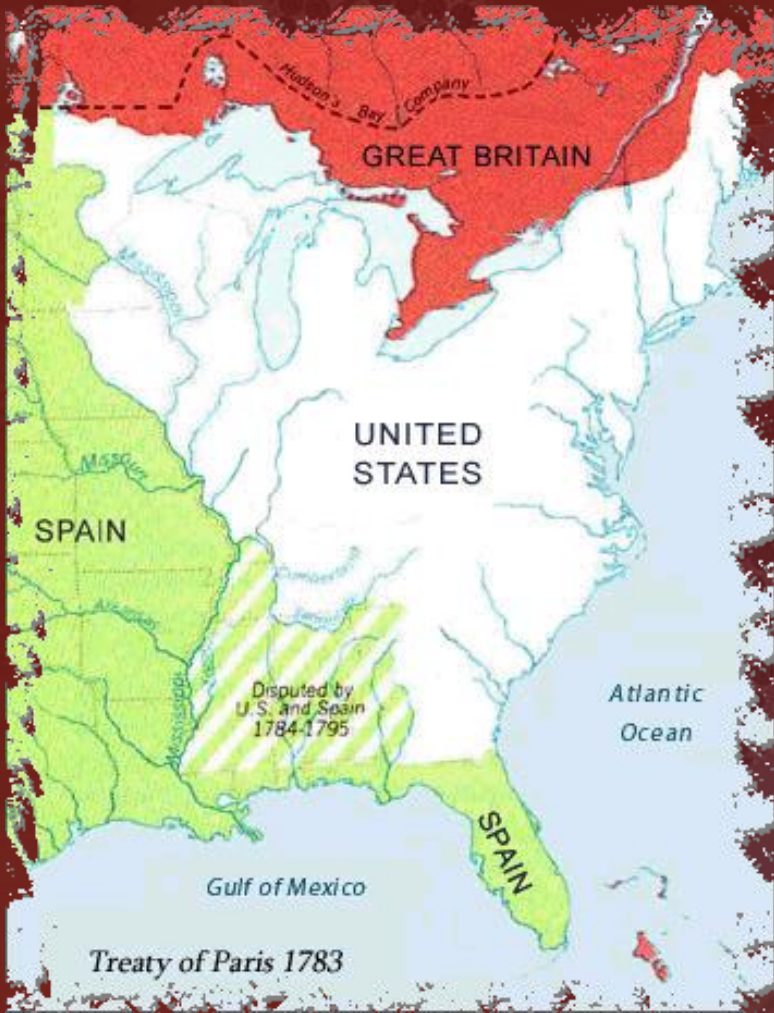 Hudson's Bay Company
GREAT BRITAIN
Mississippi
UNITED
STATES
Missouri
SPAIN
Cumberland
Arkansas
Mississippi
Disputed by
U.S. and Spain
1784-1795
Atlantic
Ocean
SPAIN
Gulf of Mexico
Treaty of Paris 1783